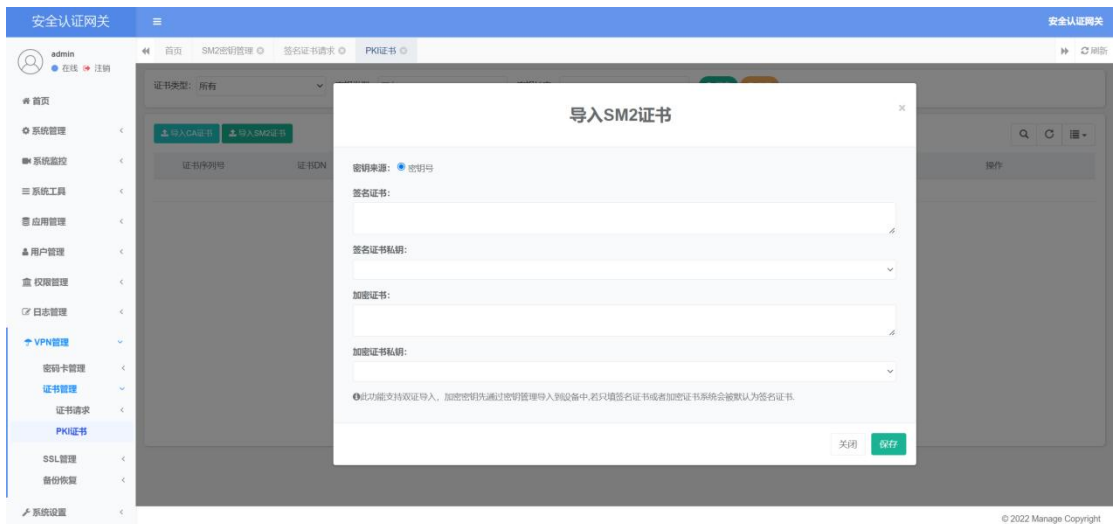 安全认证网关
安全认证网关
admin
在线 注销
首页 SM2密钥管理 签名证书请求 PKI证书
刷新
证书类型: 所有
导入CA证书 导入SM2证书
证书序列号 证书DN 操作
首页
系统管理
系统监控
系统工具
应用管理
用户管理
权限管理
日志管理
VPN管理
密码卡管理
证书管理
证书请求
PKI证书
SSL管理
备份恢复
系统设置
导入SM2证书
×
密钥来源: 密钥号
签名证书:
签名证书私钥:
加密证书:
加密证书私钥:
此功能支持双证导入，加密密钥先通过密钥管理导入到设备中,若只填签名证书或者加密证书系统会被默认为签名证书.
关闭 保存
© 2022 Manage Copyright